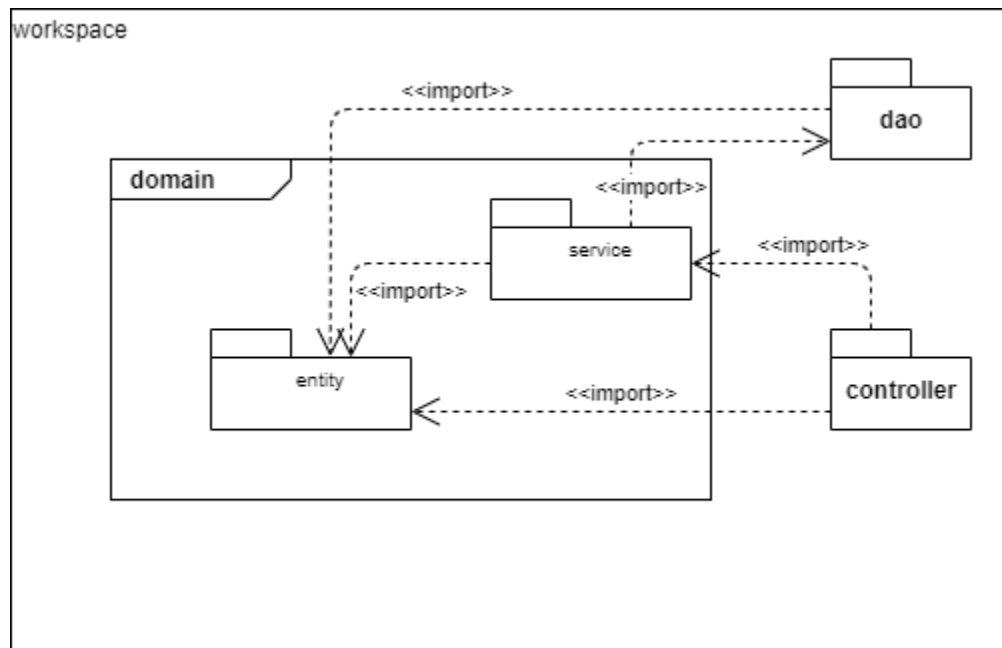 workspace
<<import>>
dao
domain
<<import>>
service
<<import>>
<<import>>
entity
<<import>>
controller